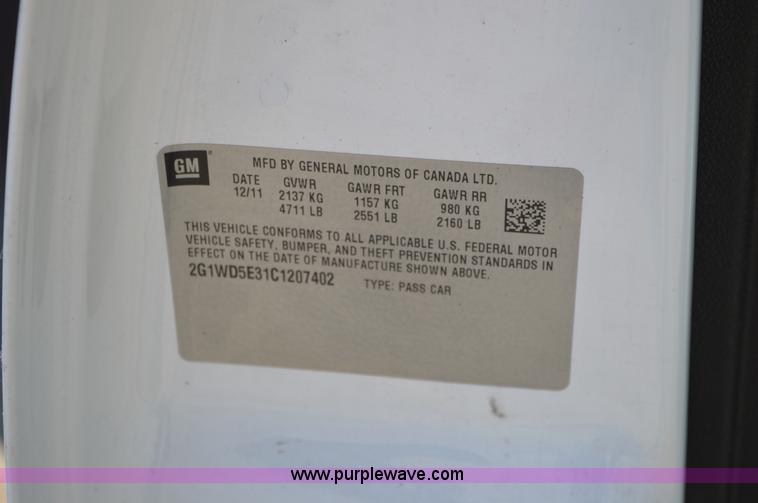 GM
MFD BY GENERAL MOTORS OF CANADA LTD.
DATE GVWR GAWR FRT GAWR RR
12/11 2137 KG 1157 KG 980 KG
4711 LB 2551 LB 2160 LB
THIS VEHICLE CONFORMS TO ALL APPLICABLE U.S. FEDERAL MOTOR
VEHICLE SAFETY, BUMPER, AND THEFT PREVENTION STANDARDS IN
EFFECT ON THE DATE OF MANUFACTURE SHOWN ABOVE.
2G1WD5E31C1207402 TYPE: PASS CAR
www.purplewave.com